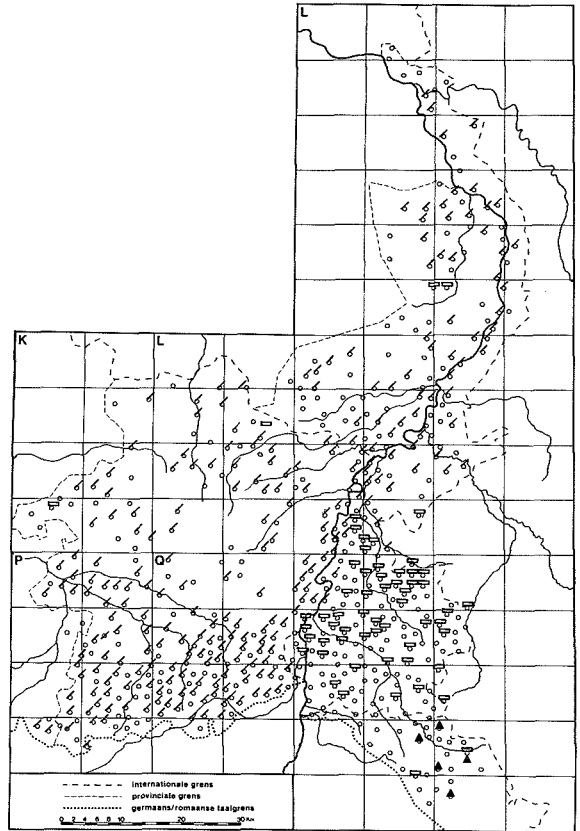 L
K L
P Q
internationale grens
provinciale grens
germaans/romaanse taalgrens
0 2 4 6 8 10 20 30 Km